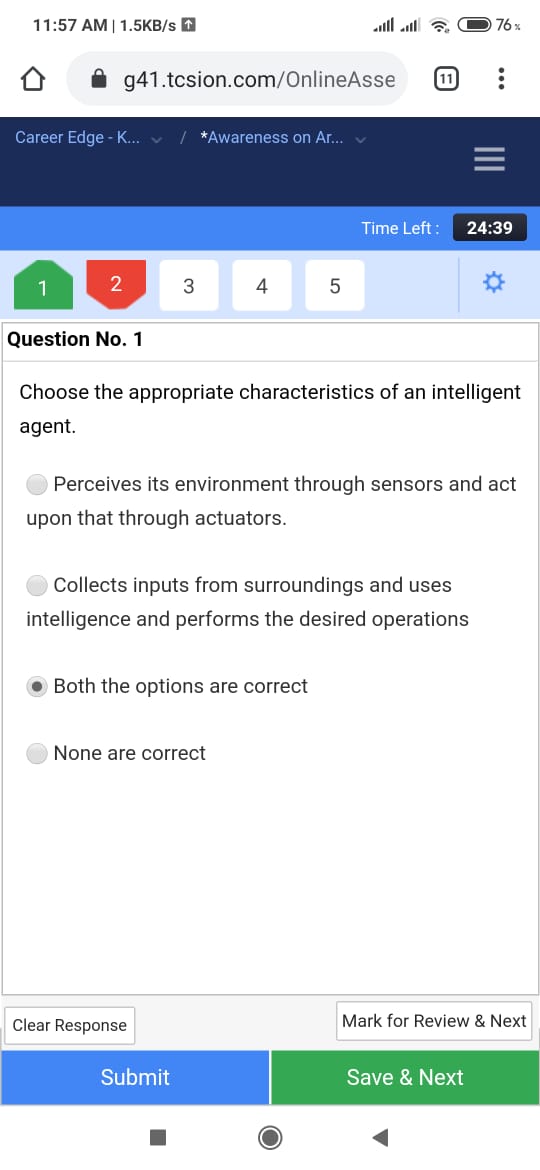 11:57 AM | 1.5KB/s 76%
g41.tcsion.com/OnlineAsse 11
Career Edge - K... / *Awareness on Ar...
Time Left : 24:39
1 2 3 4 5
Question No. 1
Choose the appropriate characteristics of an intelligent
agent.
Perceives its environment through sensors and act
upon that through actuators.
Collects inputs from surroundings and uses
intelligence and performs the desired operations
Both the options are correct
None are correct
Clear Response Mark for Review & Next
Submit Save & Next